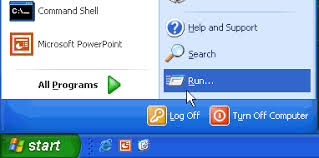 C:\
Command Shell
Microsoft PowerPoint
All Programs
Help and Support
Search
Run...
Log Off
Turn Off Computer
start